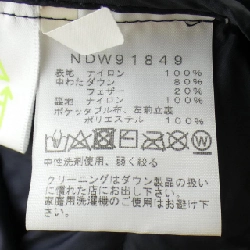 NDW91849
表地 ナイロン 100%
中わた ダウン 80%
フェザー 20%
裏地 ナイロン 100%
ポケッタブル布、左前立裏
ポリエステル 100%
中性洗剤使用、弱く絞る
クリーニングはダウン製品の扱い
に慣れた店にお出し下さい。
家庭用洗濯機のご使用はお避け
下さい。